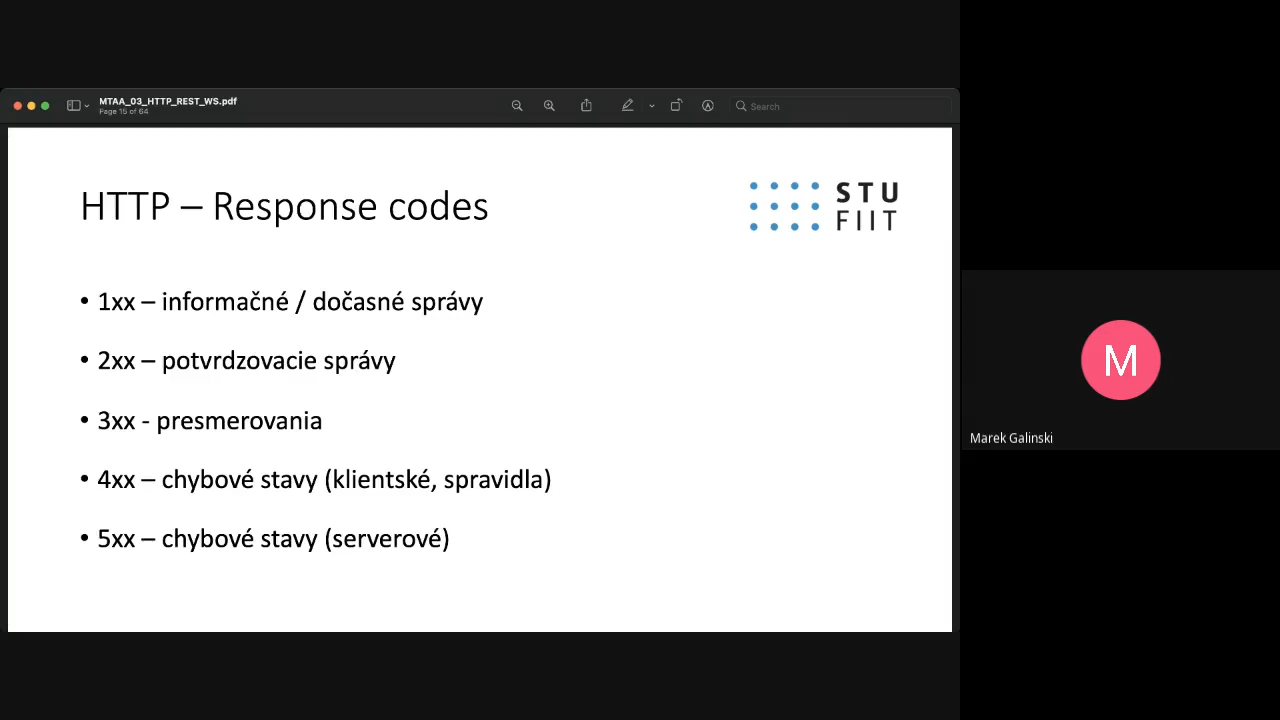 MTAA_03_HTTP_REST_WS.pdf
Page 15 of 64
Search
HTTP – Response codes
STU
FIIT
• 1xx – informačné / dočasné správy
• 2xx – potvrdzovacie správy
• 3xx - presmerovania
• 4xx – chybové stavy (klientské, spravidla)
• 5xx – chybové stavy (serverové)
M
Marek Galinski